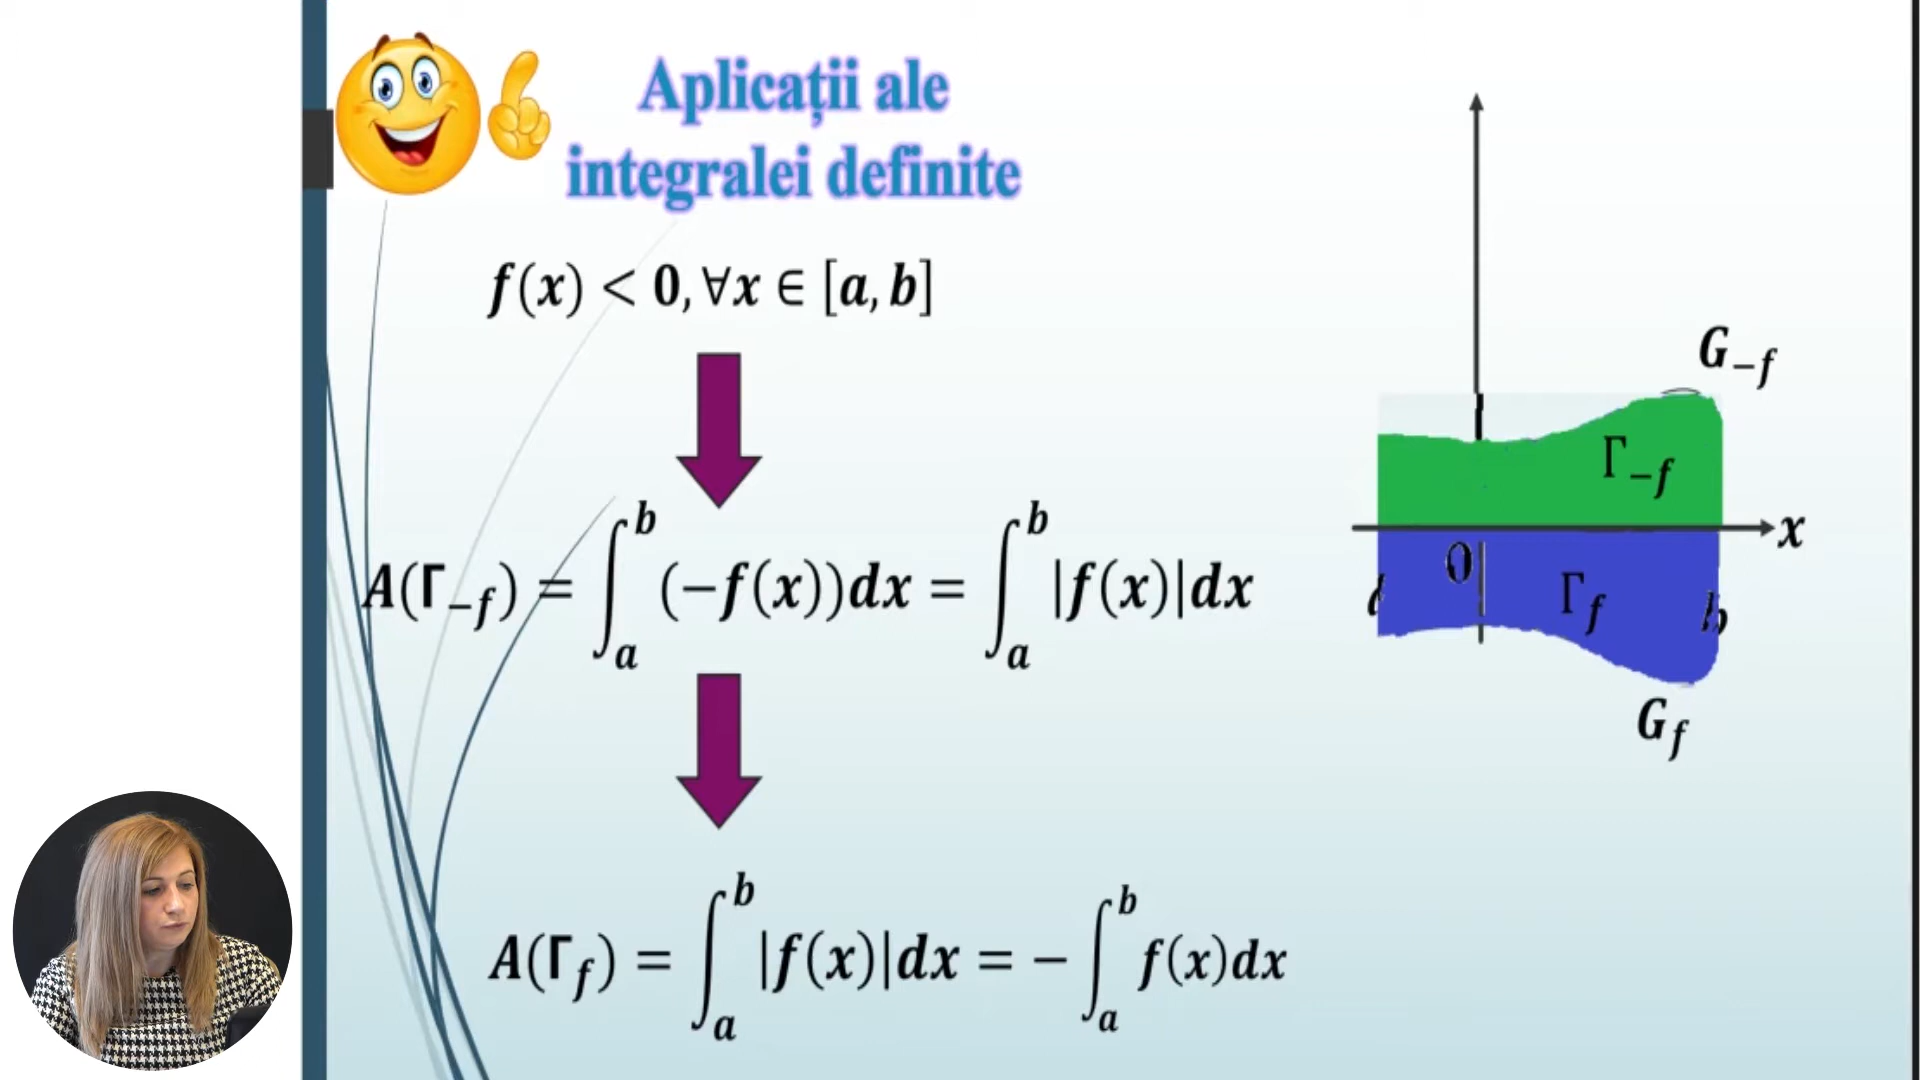 Aplicații ale
integralei definite
f(x) < 0, ∀x ∈ [a, b]
A(Γ₋f) = ∫ₐᵇ (−f(x))dx = ∫ₐᵇ |f(x)|dx
A(Γf) = ∫ₐᵇ |f(x)|dx = − ∫ₐᵇ f(x)dx
G₋f
Γ₋f
x
0
Γf
b
Gf